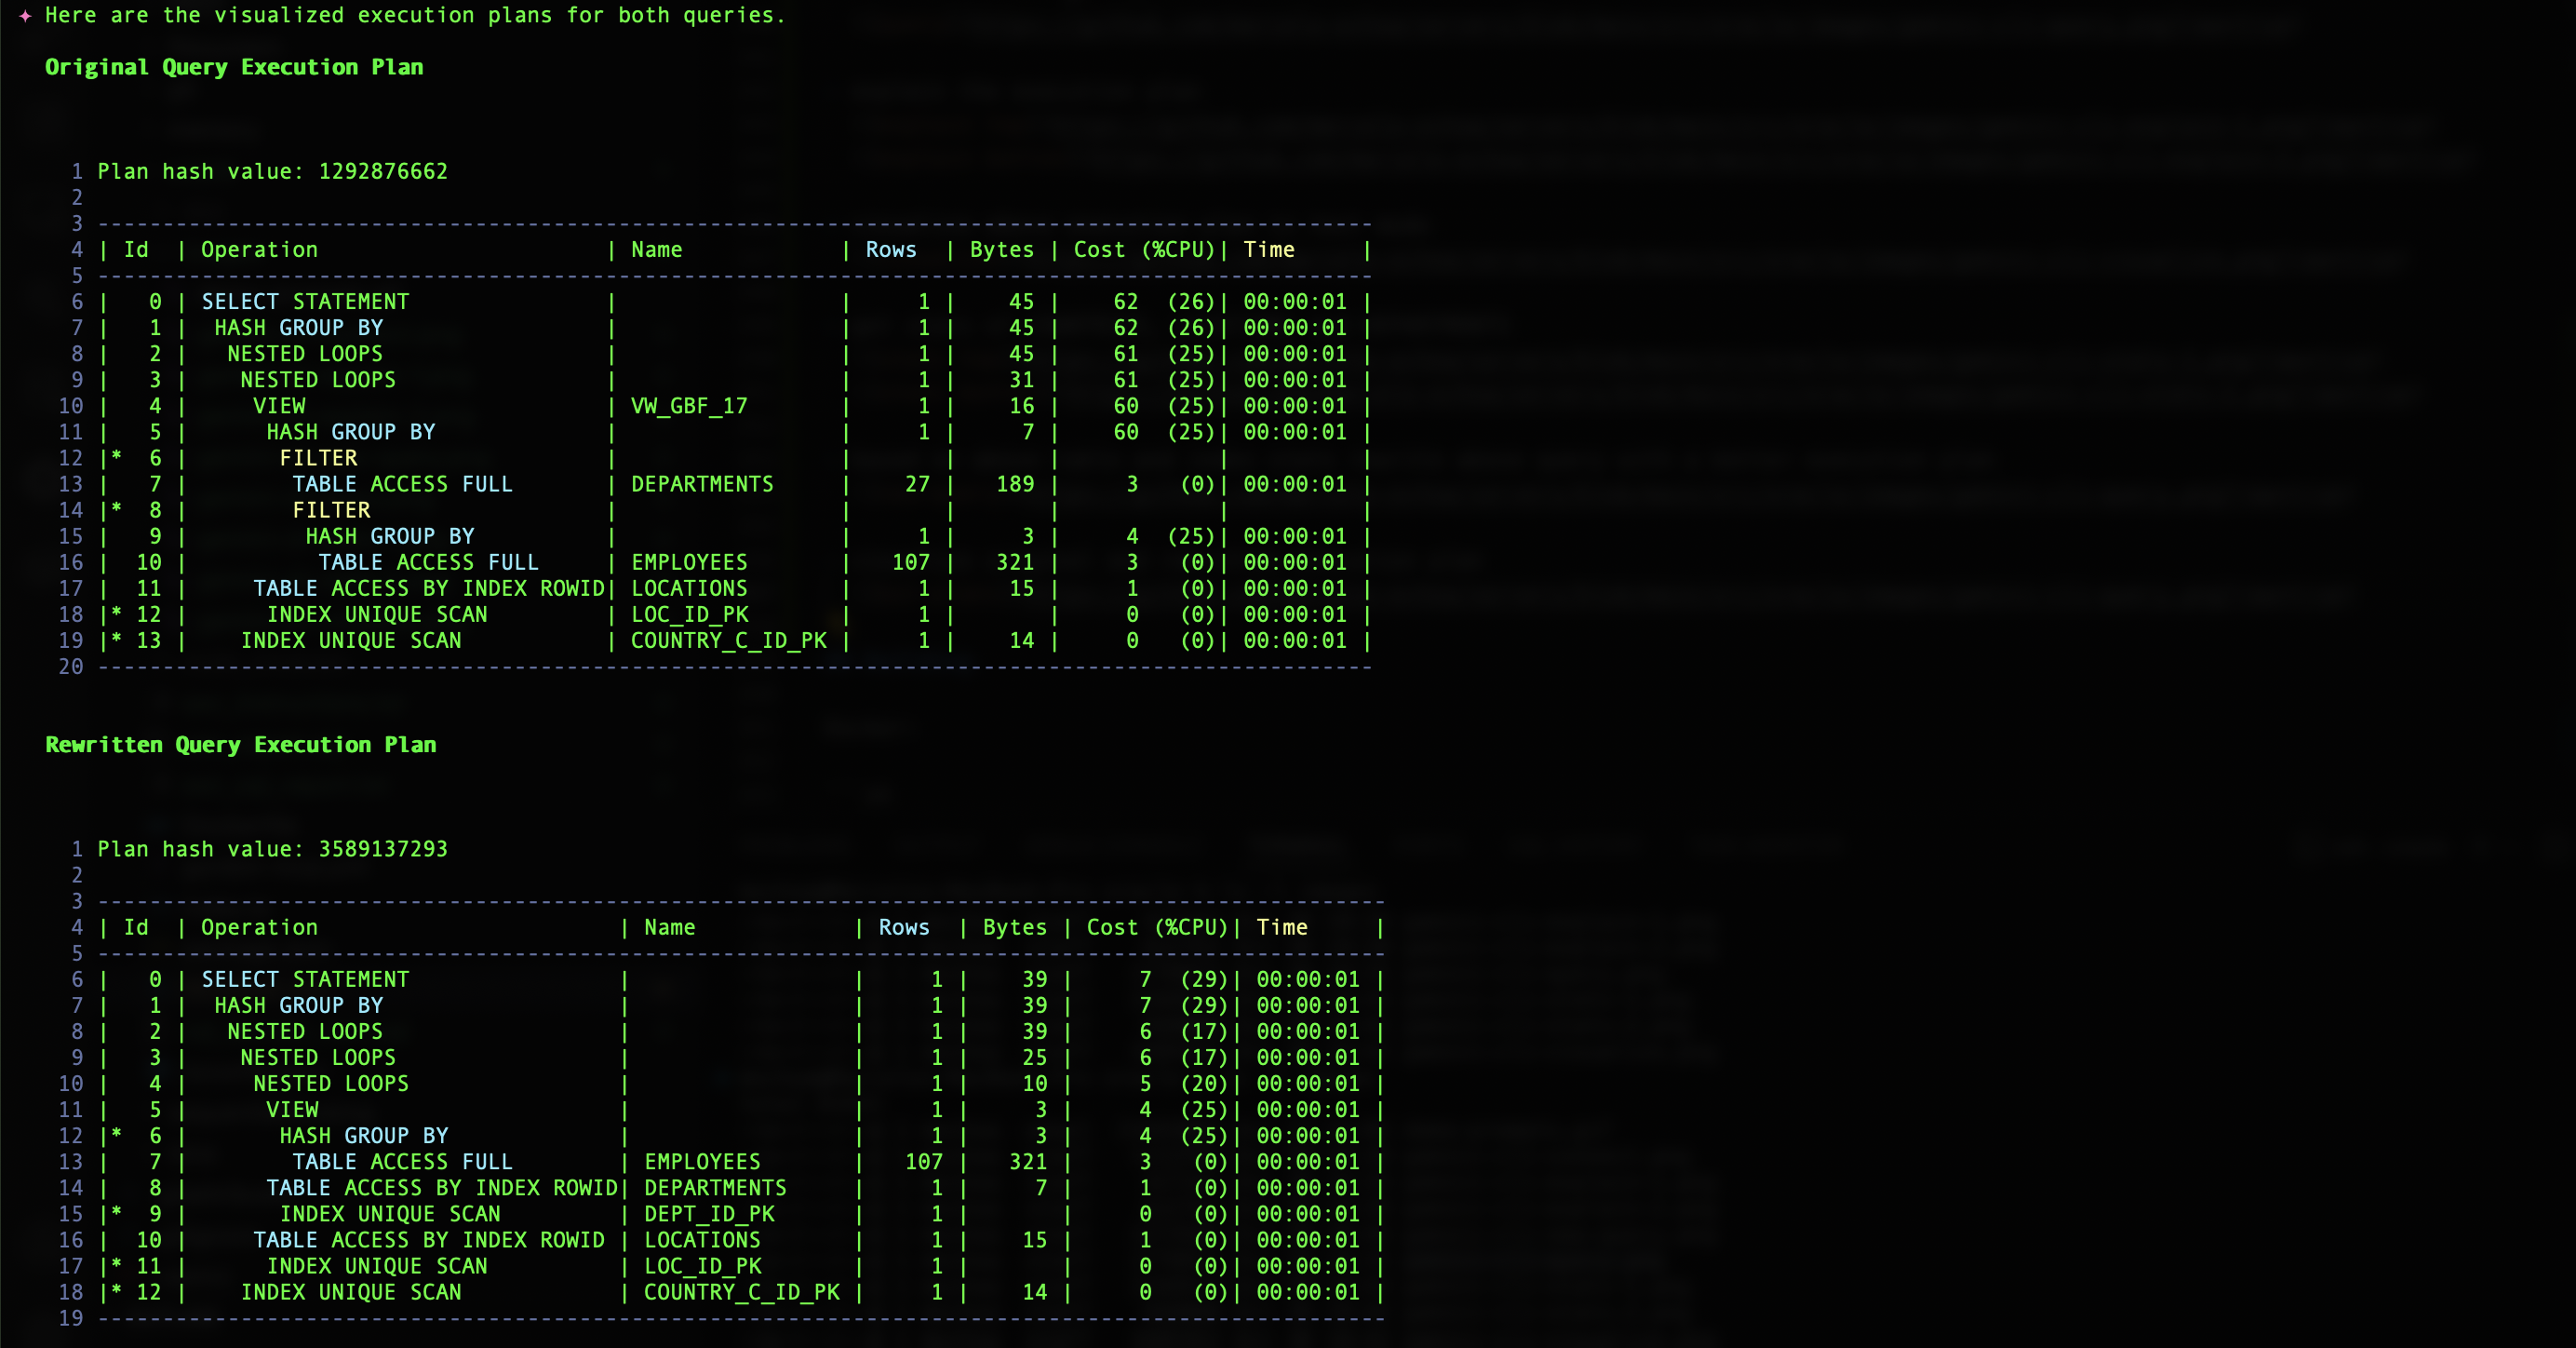 ✦ Here are the visualized execution plans for both queries.
Original Query Execution Plan
1 Plan hash value: 1292876662
2
3 --------------------------------------------------------------------------------------------------
4 | Id  | Operation                      | Name            | Rows  | Bytes | Cost (%CPU)| Time     |
5 --------------------------------------------------------------------------------------------------
6 |   0 | SELECT STATEMENT               |                 |     1 |    45 |    62  (26)| 00:00:01 |
7 |   1 |  HASH GROUP BY                 |                 |     1 |    45 |    62  (26)| 00:00:01 |
8 |   2 |   NESTED LOOPS                 |                 |     1 |    45 |    61  (25)| 00:00:01 |
9 |   3 |    NESTED LOOPS                |                 |     1 |    31 |    61  (25)| 00:00:01 |
10 |   4 |     VIEW                       | VW_GBF_17       |     1 |    16 |    60  (25)| 00:00:01 |
11 |   5 |      HASH GROUP BY             |                 |     1 |     7 |    60  (25)| 00:00:01 |
12 |*  6 |       FILTER                   |                 |       |       |            |          |
13 |   7 |        TABLE ACCESS FULL       | DEPARTMENTS     |    27 |   189 |     3   (0)| 00:00:01 |
14 |*  8 |        FILTER                  |                 |       |       |            |          |
15 |   9 |         HASH GROUP BY          |                 |     1 |     3 |     4  (25)| 00:00:01 |
16 |  10 |          TABLE ACCESS FULL     | EMPLOYEES       |   107 |   321 |     3   (0)| 00:00:01 |
17 |  11 |     TABLE ACCESS BY INDEX ROWID| LOCATIONS       |     1 |    15 |     1   (0)| 00:00:01 |
18 |* 12 |      INDEX UNIQUE SCAN         | LOC_ID_PK       |     1 |       |     0   (0)| 00:00:01 |
19 |* 13 |    INDEX UNIQUE SCAN           | COUNTRY_C_ID_PK |     1 |    14 |     0   (0)| 00:00:01 |
20 --------------------------------------------------------------------------------------------------
Rewritten Query Execution Plan
1 Plan hash value: 3589137293
2
3 ---------------------------------------------------------------------------------------------------
4 | Id  | Operation                       | Name            | Rows  | Bytes | Cost (%CPU)| Time     |
5 ---------------------------------------------------------------------------------------------------
6 |   0 | SELECT STATEMENT                |                 |     1 |    39 |     7  (29)| 00:00:01 |
7 |   1 |  HASH GROUP BY                  |                 |     1 |    39 |     7  (29)| 00:00:01 |
8 |   2 |   NESTED LOOPS                  |                 |     1 |    39 |     6  (17)| 00:00:01 |
9 |   3 |    NESTED LOOPS                 |                 |     1 |    25 |     6  (17)| 00:00:01 |
10 |   4 |     NESTED LOOPS                |                 |     1 |    10 |     5  (20)| 00:00:01 |
11 |   5 |      VIEW                       |                 |     1 |     3 |     4  (25)| 00:00:01 |
12 |*  6 |       HASH GROUP BY             |                 |     1 |     3 |     4  (25)| 00:00:01 |
13 |   7 |        TABLE ACCESS FULL        | EMPLOYEES       |   107 |   321 |     3   (0)| 00:00:01 |
14 |   8 |      TABLE ACCESS BY INDEX ROWID| DEPARTMENTS     |     1 |     7 |     1   (0)| 00:00:01 |
15 |*  9 |       INDEX UNIQUE SCAN         | DEPT_ID_PK      |     1 |       |     0   (0)| 00:00:01 |
16 |  10 |     TABLE ACCESS BY INDEX ROWID | LOCATIONS       |     1 |    15 |     1   (0)| 00:00:01 |
17 |* 11 |      INDEX UNIQUE SCAN          | LOC_ID_PK       |     1 |       |     0   (0)| 00:00:01 |
18 |* 12 |    INDEX UNIQUE SCAN            | COUNTRY_C_ID_PK |     1 |    14 |     0   (0)| 00:00:01 |
19 ---------------------------------------------------------------------------------------------------